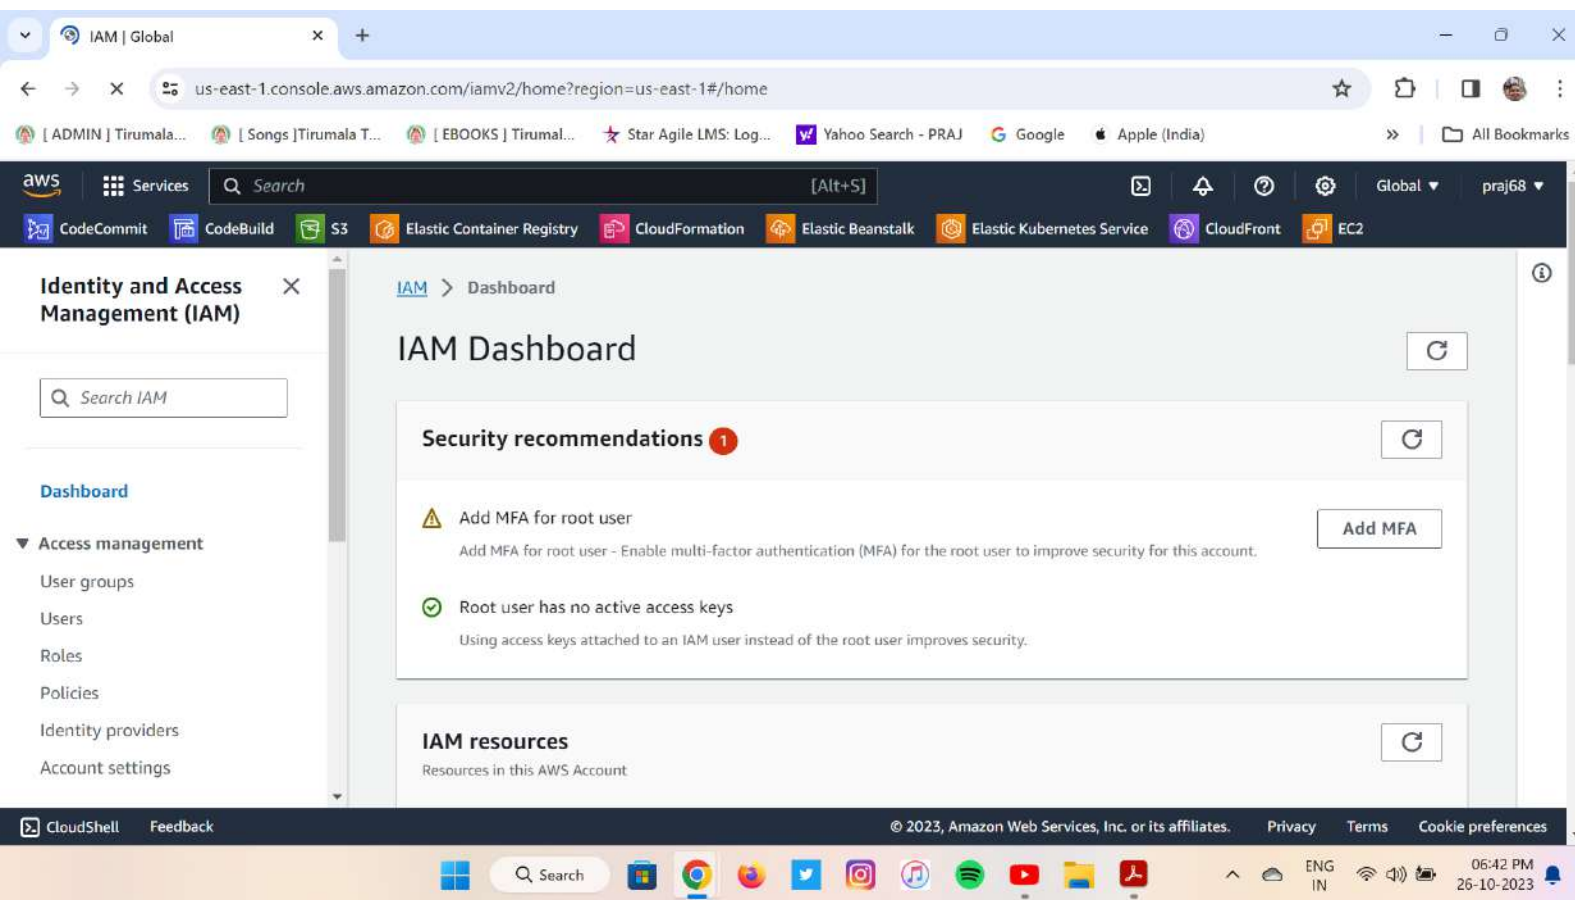 IAM | Global
us-east-1.console.aws.amazon.com/iamv2/home?region=us-east-1#/home
[ ADMIN ] Tirumala... [ Songs ]Tirumala T... [ EBOOKS ] Tirumal... Star Agile LMS: Log... Yahoo Search - PRAJ Google Apple (India) » All Bookmarks
aws Services Search [Alt+S] Global praj68
CodeCommit CodeBuild S3 Elastic Container Registry CloudFormation Elastic Beanstalk Elastic Kubernetes Service CloudFront EC2
Identity and Access
Management (IAM)
Search IAM
Dashboard
Access management
User groups
Users
Roles
Policies
Identity providers
Account settings
IAM > Dashboard
IAM Dashboard
Security recommendations 1
Add MFA for root user
Add MFA for root user - Enable multi-factor authentication (MFA) for the root user to improve security for this account.
Add MFA
Root user has no active access keys
Using access keys attached to an IAM user instead of the root user improves security.
IAM resources
Resources in this AWS Account
CloudShell Feedback © 2023, Amazon Web Services, Inc. or its affiliates. Privacy Terms Cookie preferences
Search
ENG
IN
06:42 PM
26-10-2023